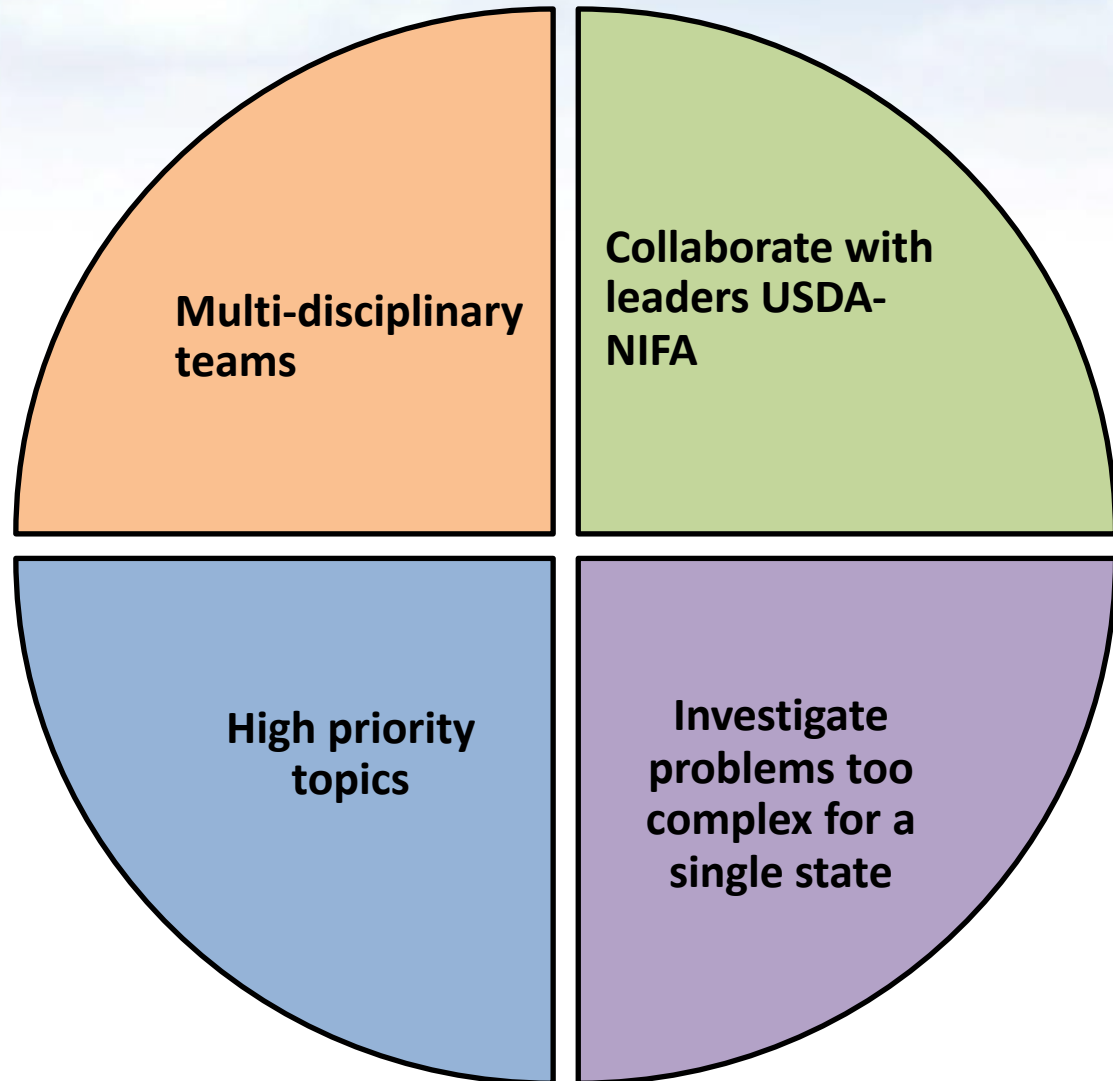 Multi-disciplinary
teams
Collaborate with
leaders USDA-
NIFA
High priority
topics
Investigate
problems too
complex for a
single state